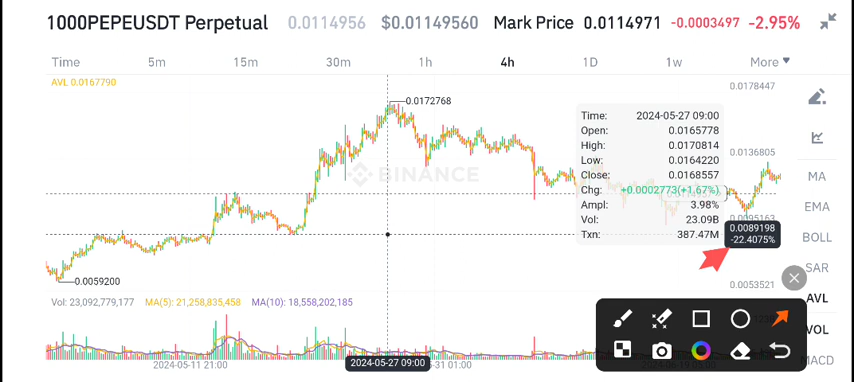 1000PEPEUSDT Perpetual 0.0114956 $0.01149560 Mark Price 0.0114971 -0.0003497 -2.95%
Time 5m 15m 30m 1h 4h 1D 1w More
AVL 0.0167790
0.0178447
0.0172768
Time: 2024-05-27 09:00
Open: 0.0165778
High: 0.0170814
Low: 0.0164220
Close: 0.0168557
Chg: +0.0002773(+1.67%)
Ampl: 3.98%
Vol: 23.09B
Txn: 387.47M
0.0136805
BINANCE
0.0095163
0.0089198
-22.4075%
0.0059200
0.0053521
MA
EMA
BOLL
SAR
AVL
VOL
MACD
Vol: 23,092,779,177 MA(5): 21,258,835,458 MA(10): 18,558,202,185
2024-05-11 21:00 2024-05-27 09:00 -31 01:00